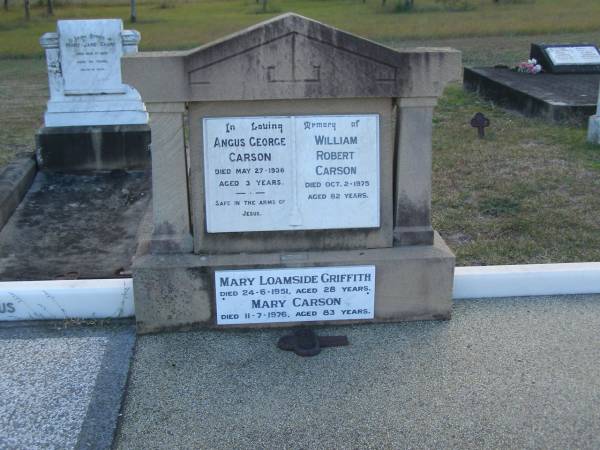 In Loving Memory of
ANGUS GEORGE
CARSON
DIED MAY 27-1936
AGED 3 YEARS.
SAFE IN THE ARMS OF
JESUS.
WILLIAM
ROBERT
CARSON
DIED OCT. 2-1975
AGED 82 YEARS.
MARY LOAMSIDE GRIFFITH
DIED 24-6-1951, AGED 28 YEARS.
MARY CARSON
DIED 11-7-1976, AGED 83 YEARS.